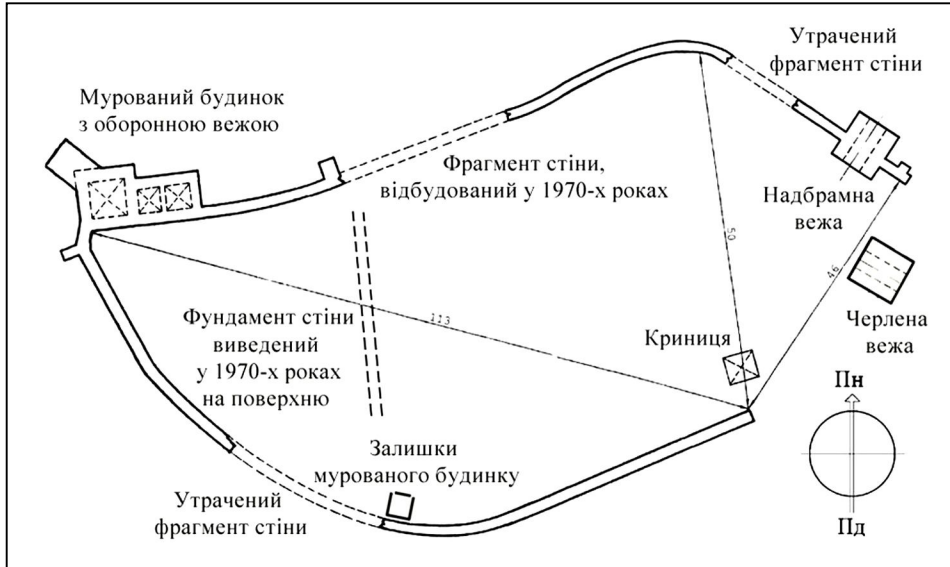 Утрачений
фрагмент стіни
Мурований будинок
з оборонною вежою
Фрагмент стіни,
відбудований у 1970-х роках
Надбрамна
вежа
50
46
Черлена
вежа
113
Фундамент стіни
виведений
у 1970-х роках
на поверхню
Криниця
Пн
Залишки
мурованого будинку
Утрачений
фрагмент стіни
Пд